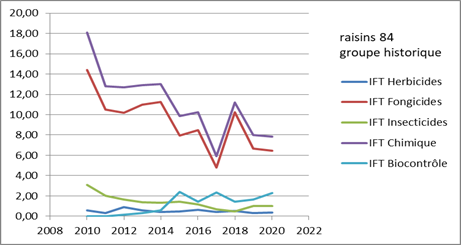 20,00
18,00
16,00
14,00
12,00
10,00
8,00
6,00
4,00
2,00
0,00
2008 2010 2012 2014 2016 2018 2020 2022
raisins 84
groupe historique
IFT Herbicides
IFT Fongicides
IFT Insecticides
IFT Chimique
IFT Biocontrôle